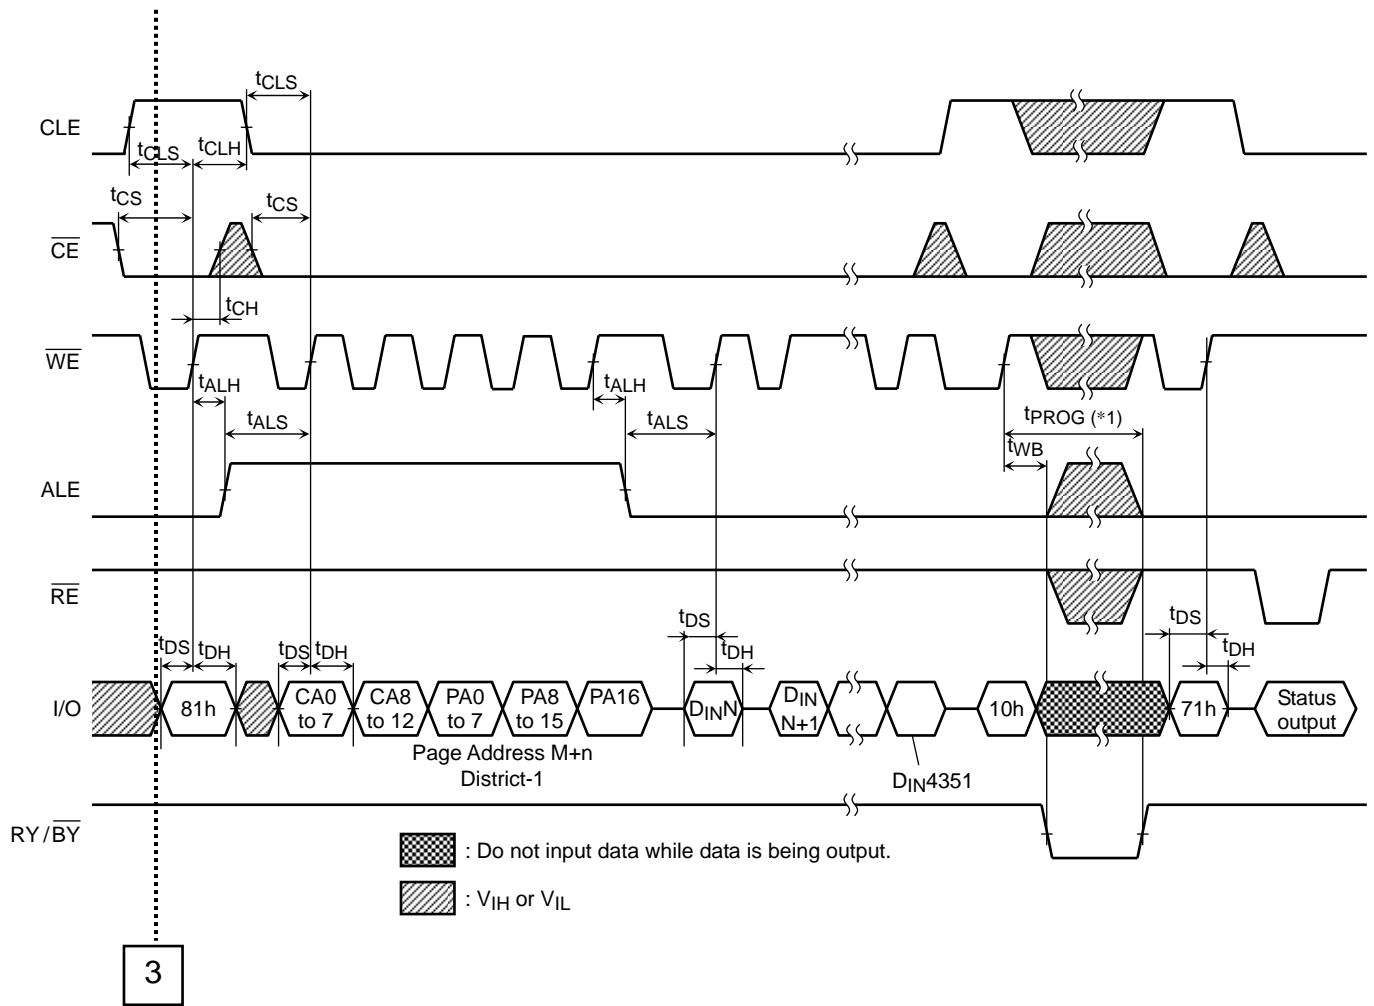 tCLS
CLE
tCLS
tCLH
tCS
tCS
CE
tCH
WE
tALH
tALH
tALS
tALS
tPROG (*1)
tWB
ALE
RE
tDS
tDH
tDS
tDH
tDS
tDH
tDS
tDH
I/O
81h
CA0 to 7
CA8 to 12
PA0 to 7
PA8 to 15
PA16
DINN
DIN N+1
10h
71h
Status output
Page Address M+n
District-1
DIN4351
RY/BY
: Do not input data while data is being output.
: VIH or VIL
3